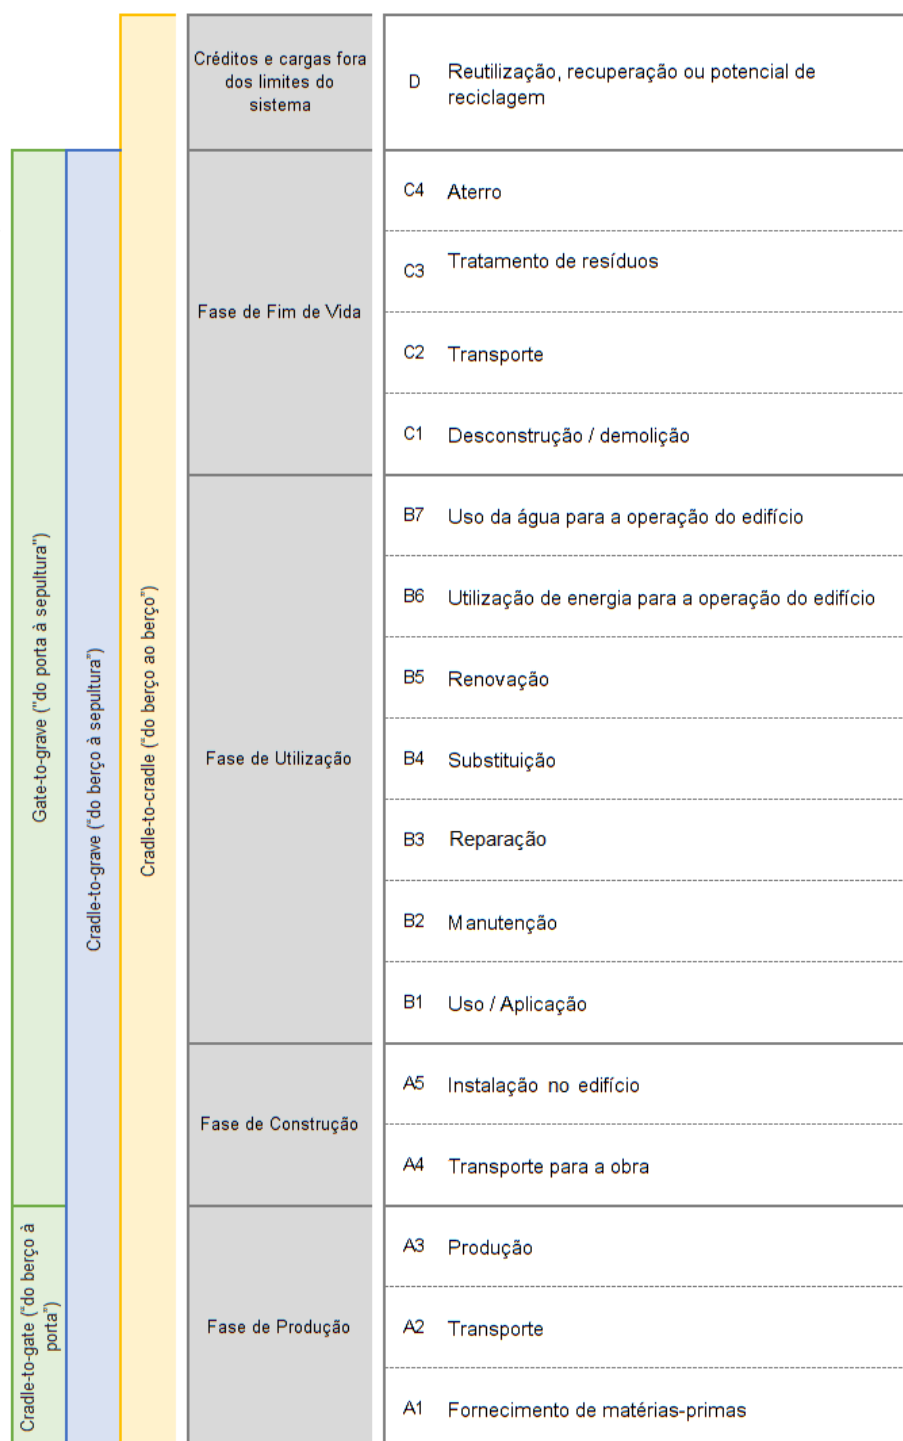 Créditos e cargas fora
dos limites do
sistema
D
Reutilização, recuperação ou potencial de
reciclagem
Fase de Fim de Vida
C4 Aterro
C3 Tratamento de resíduos
C2 Transporte
C1 Desconstrução / demolição
Fase de Utilização
B7 Uso da água para a operação do edifício
B6 Utilização de energia para a operação do edifício
B5 Renovação
B4 Substituição
B3 Reparação
B2 Manutenção
B1 Uso / Aplicação
Fase de Construção
A5 Instalação no edifício
A4 Transporte para a obra
Fase de Produção
A3 Produção
A2 Transporte
A1 Fornecimento de matérias-primas
Gate-to-grave ("do porta à sepultura")
Cradle-to-gate (“do berço à
porta”)
Cradle-to-grave (“do berço à sepultura”)
Cradle-to-cradle (“do berço ao berço”)